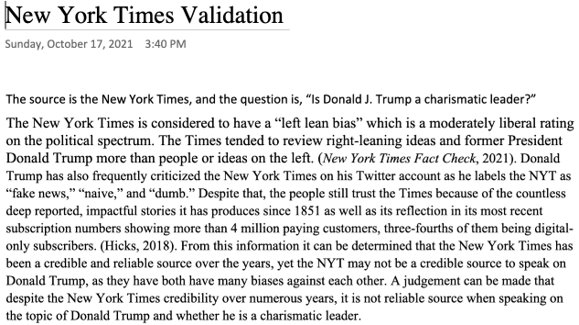 New York Times Validation
Sunday, October 17, 2021 3:40 PM
The source is the New York Times, and the question is, “Is Donald J. Trump a charismatic leader?”
The New York Times is considered to have a “left lean bias” which is a moderately liberal rating
on the political spectrum. The Times tended to review right-leaning ideas and former President
Donald Trump more than people or ideas on the left. (New York Times Fact Check, 2021). Donald
Trump has also frequently criticized the New York Times on his Twitter account as he labels the NYT as
“fake news,” “naive,” and “dumb.” Despite that, the people still trust the Times because of the countless
deep reported, impactful stories it has produces since 1851 as well as its reflection in its most recent
subscription numbers showing more than 4 million paying customers, three-fourths of them being digital-
only subscribers. (Hicks, 2018). From this information it can be determined that the New York Times has
been a credible and reliable source over the years, yet the NYT may not be a credible source to speak on
Donald Trump, as they have both have many biases against each other. A judgement can be made that
despite the New York Times credibility over numerous years, it is not reliable source when speaking on
the topic of Donald Trump and whether he is a charismatic leader.